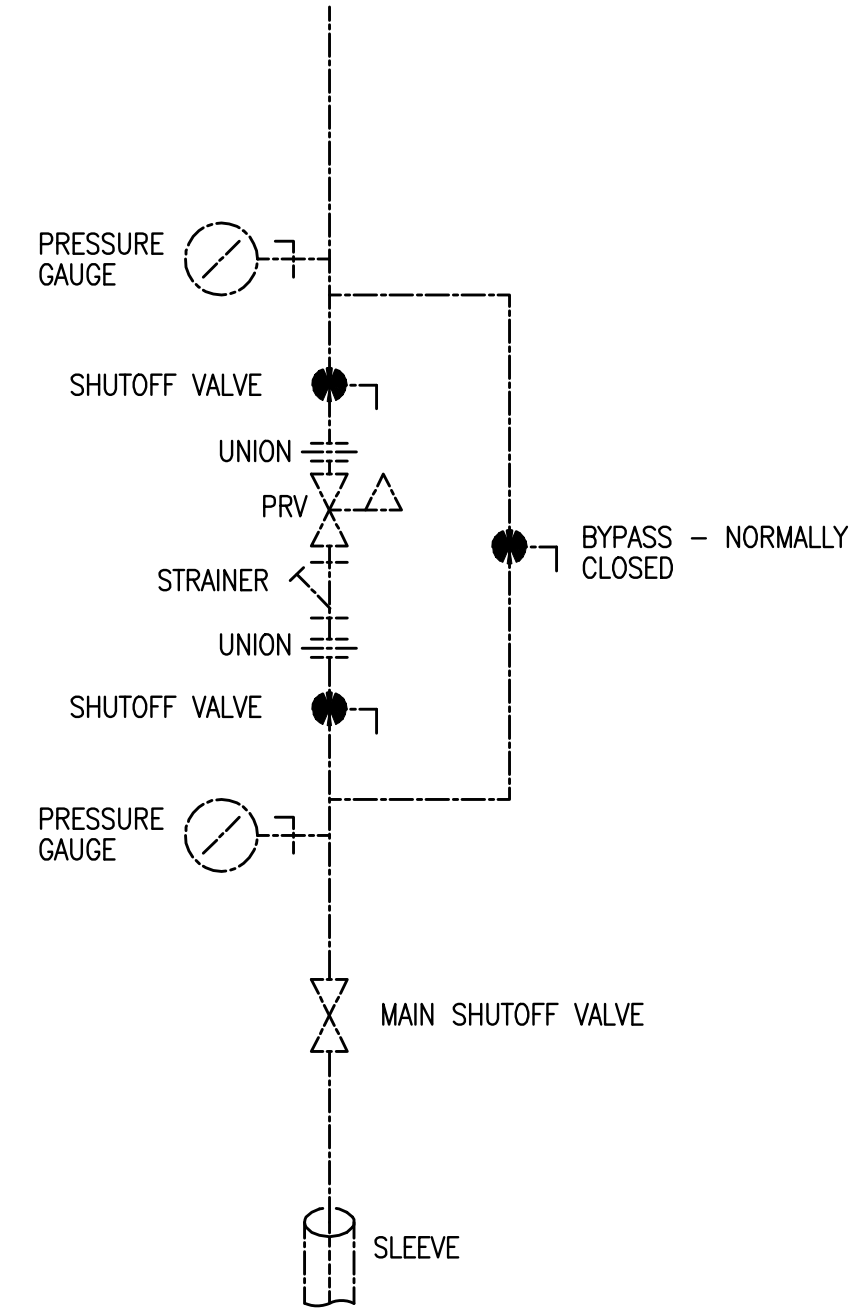 PRESSURE
GAUGE
SHUTOFF VALVE
UNION
PRV
BYPASS – NORMALLY
CLOSED
STRAINER
UNION
SHUTOFF VALVE
PRESSURE
GAUGE
MAIN SHUTOFF VALVE
SLEEVE